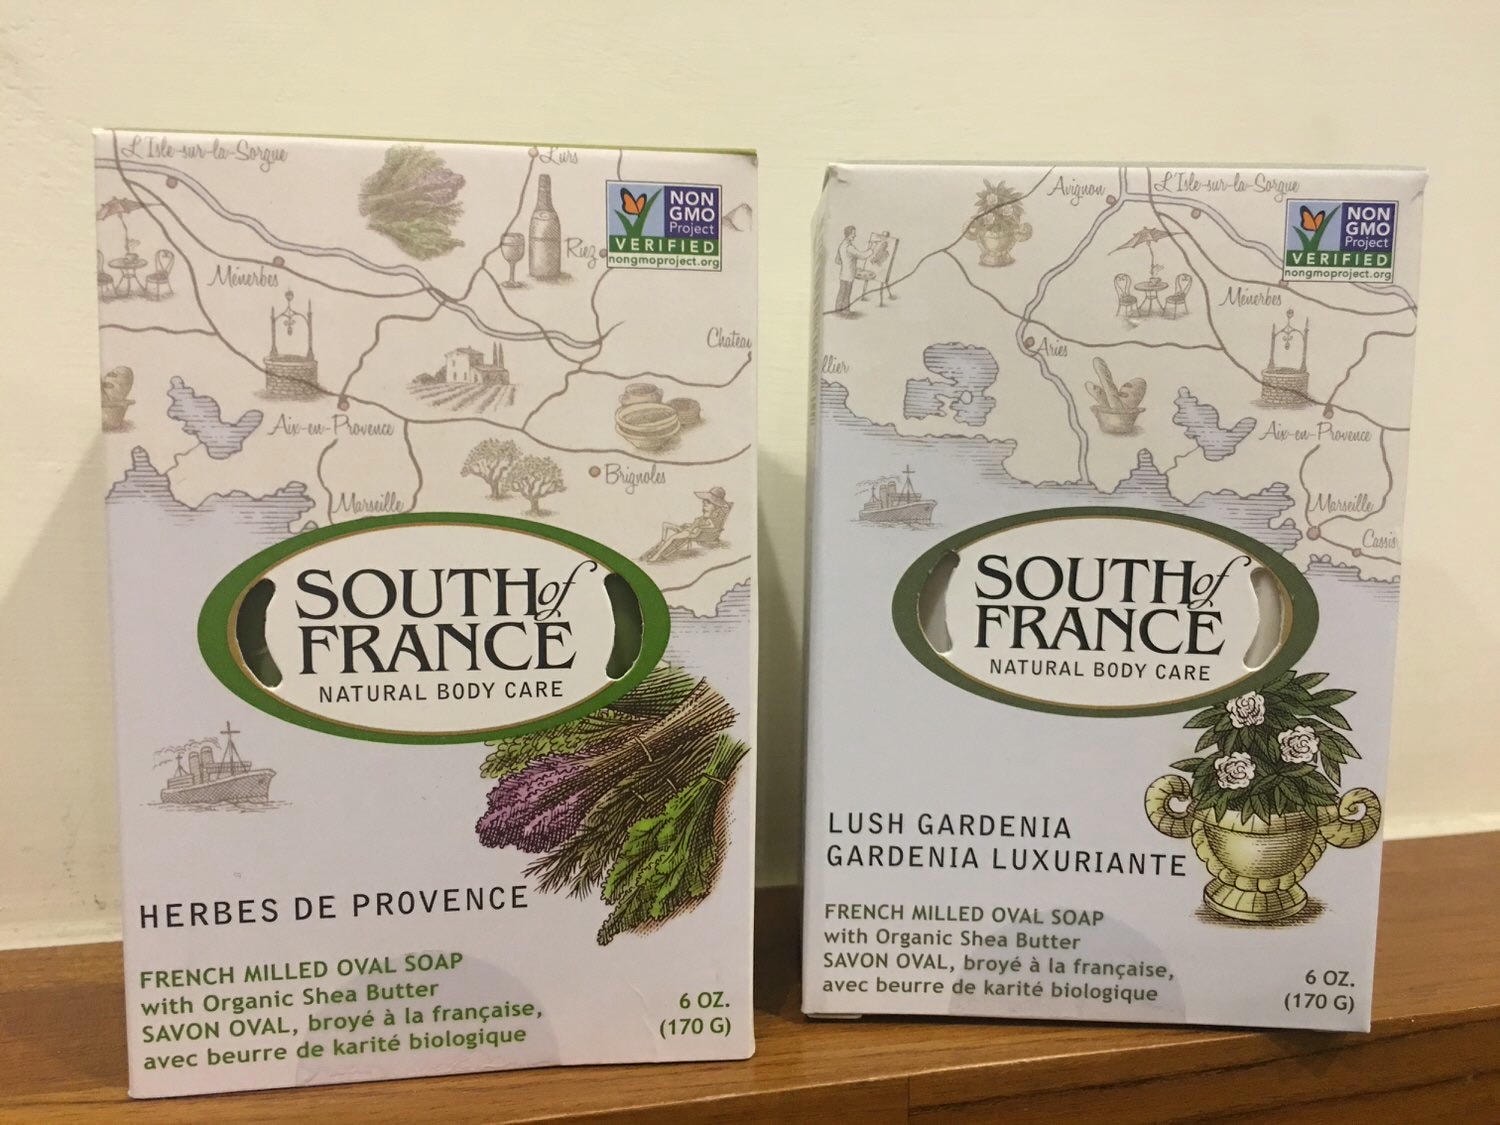 L'Isle-sur-la-Sorgue
Lurs
NON
GMO
Project
VERIFIED
nongmoproject.org
Riez
Ménerbes
Chateau
Aix-en-Provence
Brignoles
Marseille
SOUTH of
FRANCE
NATURAL BODY CARE
HERBES DE PROVENCE
FRENCH MILLED OVAL SOAP
with Organic Shea Butter
SAVON OVAL, broyé à la française,
avec beurre de karité biologique
6 OZ.
(170 G)
Avignon
L'Isle-sur-la-Sorgue
NON
GMO
Project
VERIFIED
nongmoproject.org
Ménerbes
Arles
llier
Aix-en-Provence
Marseille
Cassis
SOUTH of
FRANCE
NATURAL BODY CARE
LUSH GARDENIA
GARDENIA LUXURIANTE
FRENCH MILLED OVAL SOAP
with Organic Shea Butter
SAVON OVAL, broyé à la française,
avec beurre de karité biologique
6 OZ.
(170 G)